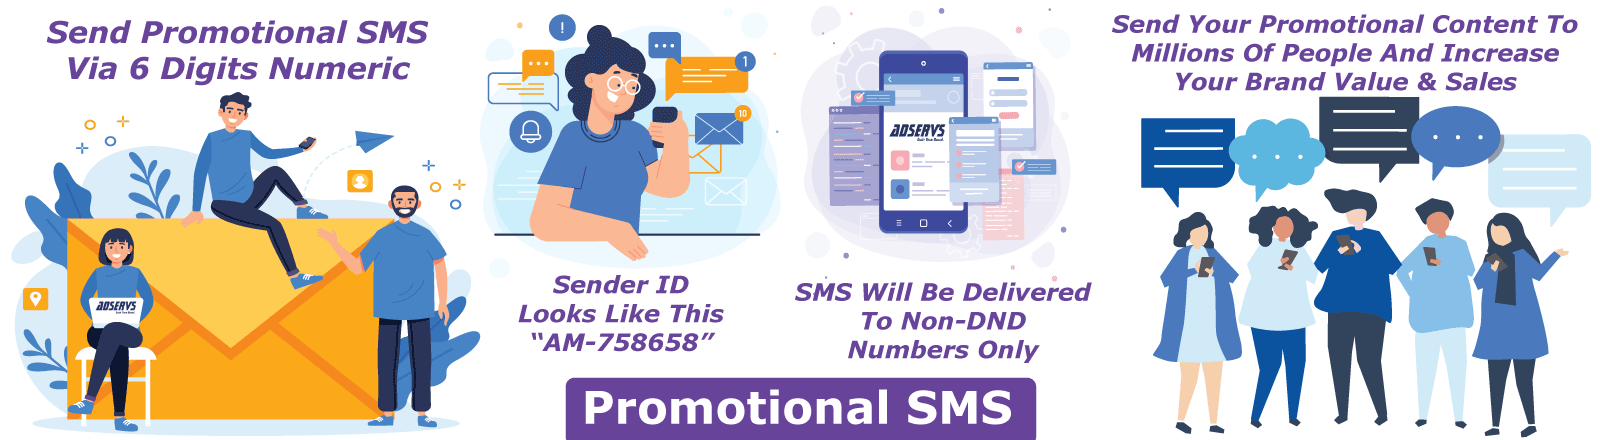 Send Promotional SMS
Via 6 Digits Numeric
ADSERVS
!
1
10
Sender ID
Looks Like This
“AM-758658”
ADSERVS
SMS Will Be Delivered
To Non-DND
Numbers Only
Send Your Promotional Content To
Millions Of People And Increase
Your Brand Value & Sales
Promotional SMS